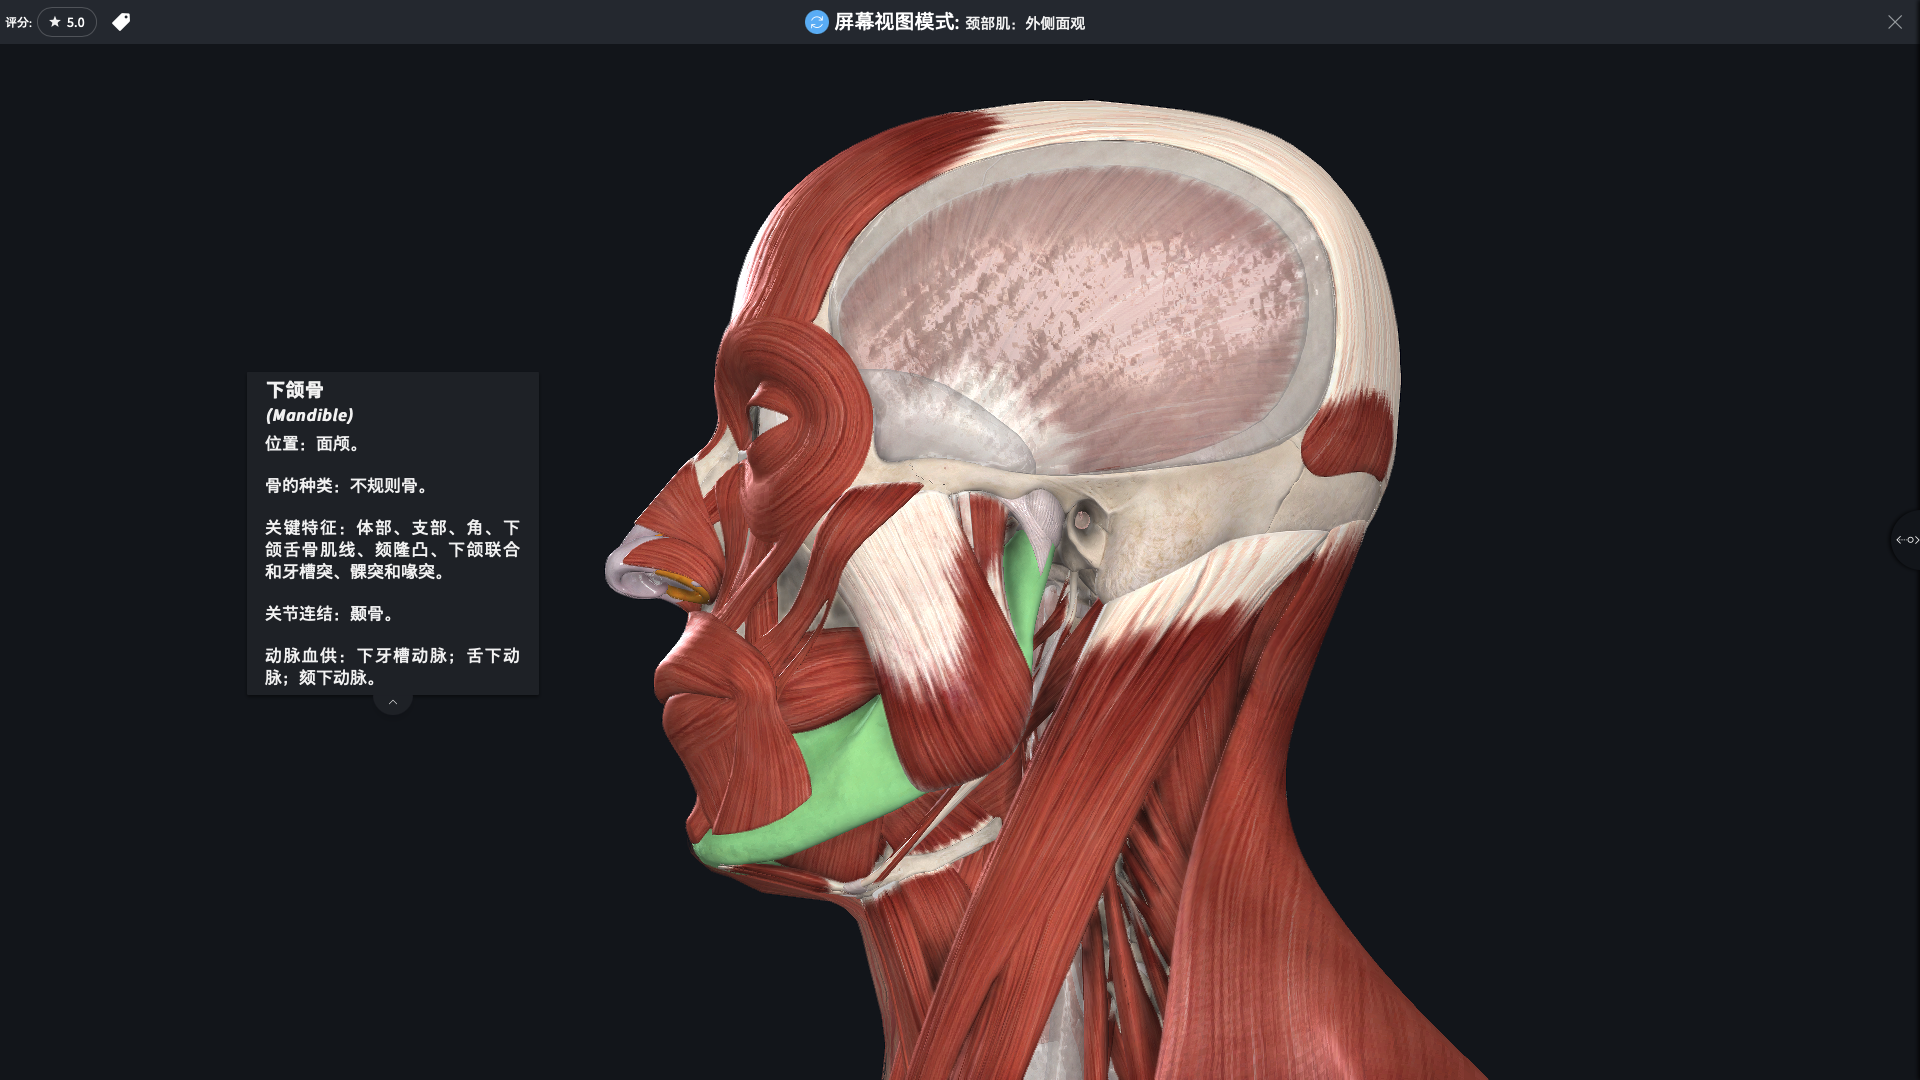 评分: ★ 5.0
屏幕视图模式: 颈部肌：外侧面观
下颌骨
(Mandible)
位置：面颅。
骨的种类：不规则骨。
关键特征：体部、支部、角、下
颌舌骨肌线、颏隆凸、下颌联合
和牙槽突、髁突和喙突。
关节连结：颞骨。
动脉血供：下牙槽动脉；舌下动
脉；颏下动脉。